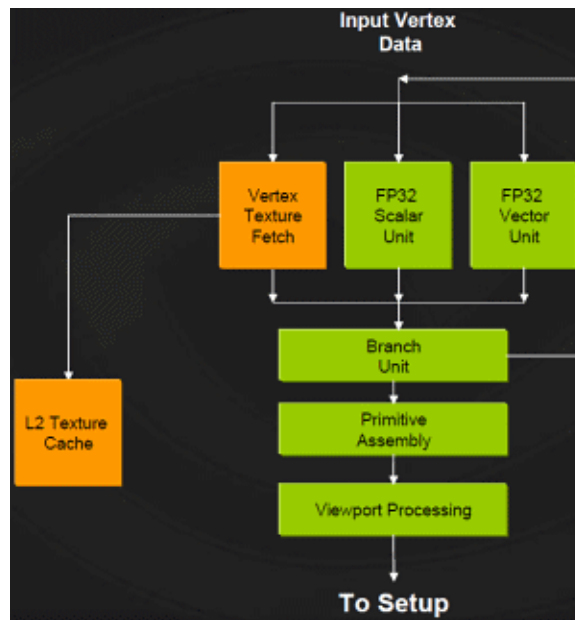 Input Vertex
Data
Vertex
Texture
Fetch
FP32
Scalar
Unit
FP32
Vector
Unit
Branch
Unit
L2 Texture
Cache
Primitive
Assembly
Viewport Processing
To Setup